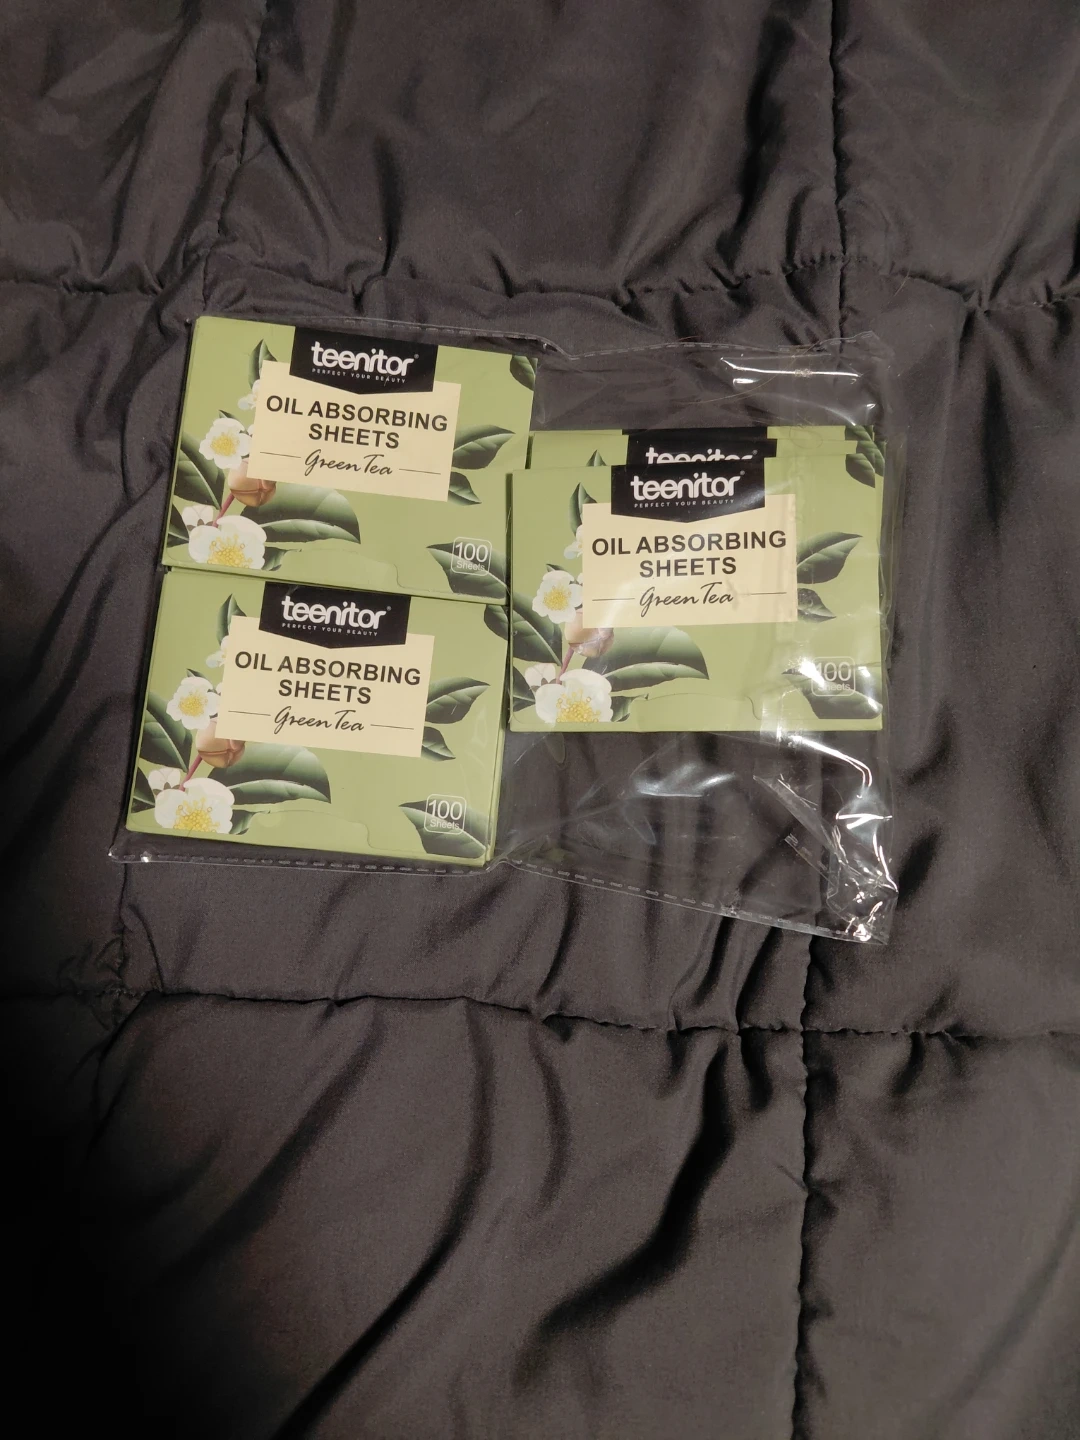 teenitor®
PERFECT YOUR BEAUTY
OIL ABSORBING
SHEETS
Green Tea
100
Sheets
teenitor®
PERFECT YOUR BEAUTY
OIL ABSORBING
SHEETS
Green Tea
100
Sheets
teenitor
teenitor®
PERFECT YOUR BEAUTY
OIL ABSORBING
SHEETS
Green Tea
100
Sheets